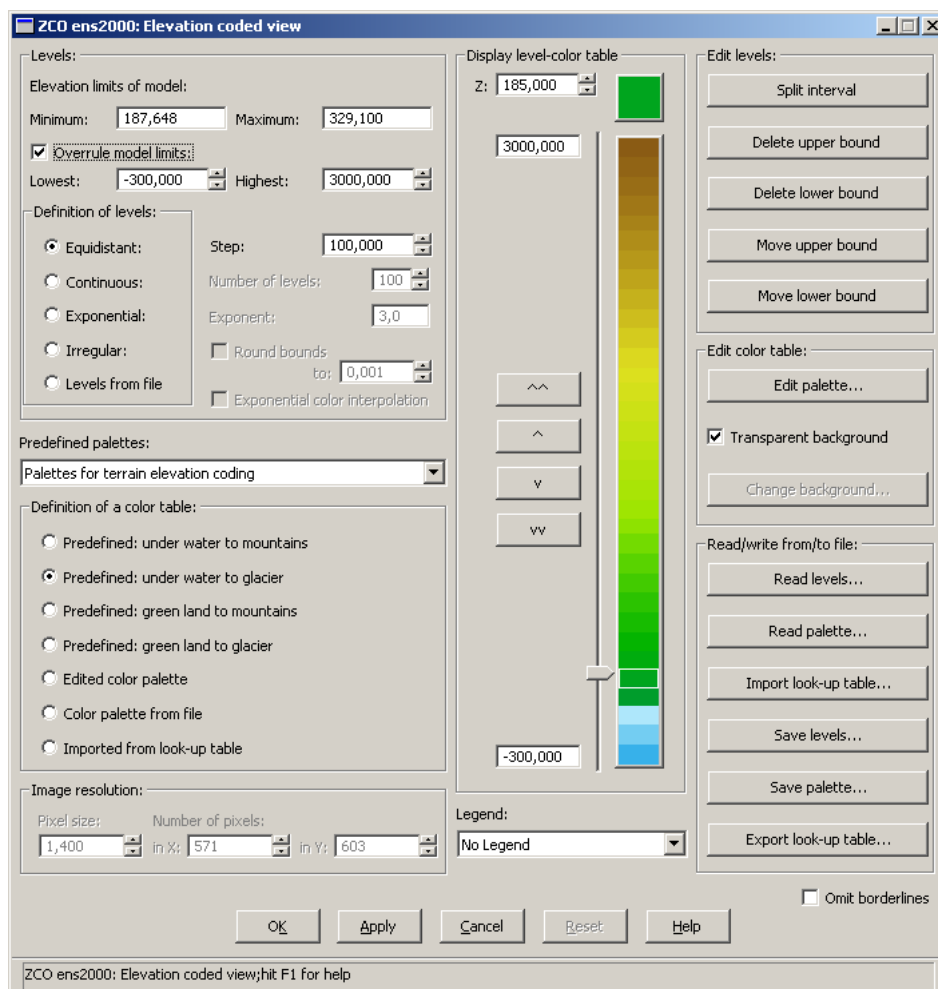 ZCO ens2000: Elevation coded view
Levels:
Elevation limits of model:
Minimum: 187,648 Maximum: 329,100
Overrule model limits:
Lowest: -300,000 Highest: 3000,000
Definition of levels:
Equidistant: Step: 100,000
Continuous: Number of levels: 100
Exponential: Exponent: 3,0
Irregular: Round bounds
to: 0,001
Levels from file Exponential color interpolation
Predefined palettes:
Palettes for terrain elevation coding
Definition of a color table:
Predefined: under water to mountains
Predefined: under water to glacier
Predefined: green land to mountains
Predefined: green land to glacier
Edited color palette
Color palette from file
Imported from look-up table
Image resolution:
Pixel size: Number of pixels:
1,400 in X: 571 in Y: 603
Display level-color table
Z: 185,000
3000,000
^^
^
v
vv
-300,000
Legend:
No Legend
Edit levels:
Split interval
Delete upper bound
Delete lower bound
Move upper bound
Move lower bound
Edit color table:
Edit palette...
Transparent background
Change background...
Read/write from/to file:
Read levels...
Read palette...
Import look-up table...
Save levels...
Save palette...
Export look-up table...
Omit borderlines
OK Apply Cancel Reset Help
ZCO ens2000: Elevation coded view;hit F1 for help